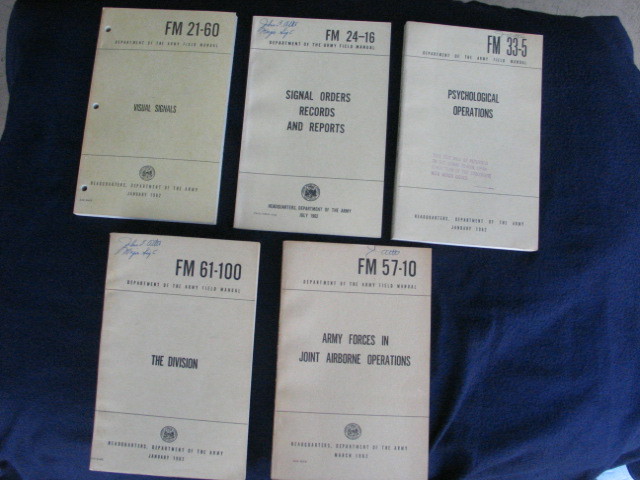 FM 21-60
DEPARTMENT OF THE ARMY FIELD MANUAL
VISUAL SIGNALS
HEADQUARTERS, DEPARTMENT OF THE ARMY
JANUARY 1962
FM 24-16
DEPARTMENT OF THE ARMY FIELD MANUAL
SIGNAL ORDERS
RECORDS
AND REPORTS
HEADQUARTERS, DEPARTMENT OF THE ARMY
JULY 1962
FM 33-5
DEPARTMENT OF THE ARMY FIELD MANUAL
PSYCHOLOGICAL
OPERATIONS
HEADQUARTERS, DEPARTMENT OF THE ARMY
JANUARY 1962
FM 61-100
DEPARTMENT OF THE ARMY FIELD MANUAL
THE DIVISION
HEADQUARTERS, DEPARTMENT OF THE ARMY
JANUARY 1962
FM 57-10
DEPARTMENT OF THE ARMY FIELD MANUAL
ARMY FORCES IN
JOINT AIRBORNE OPERATIONS
HEADQUARTERS, DEPARTMENT OF THE ARMY
MARCH 1962